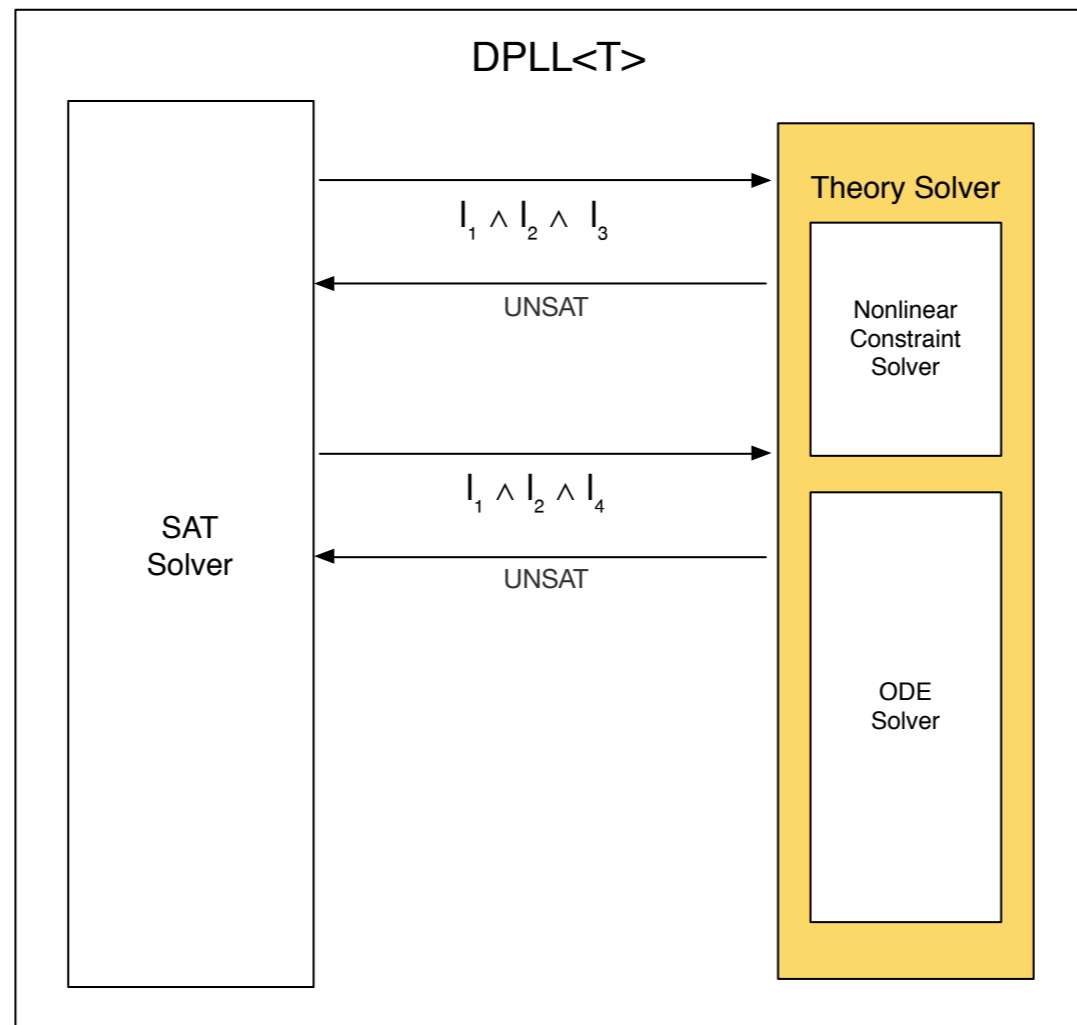 DPLL<T>
SAT
Solver
l₁ ∧ l₂ ∧ l₃
UNSAT
l₁ ∧ l₂ ∧ l₄
UNSAT
Theory Solver
Nonlinear
Constraint
Solver
ODE
Solver